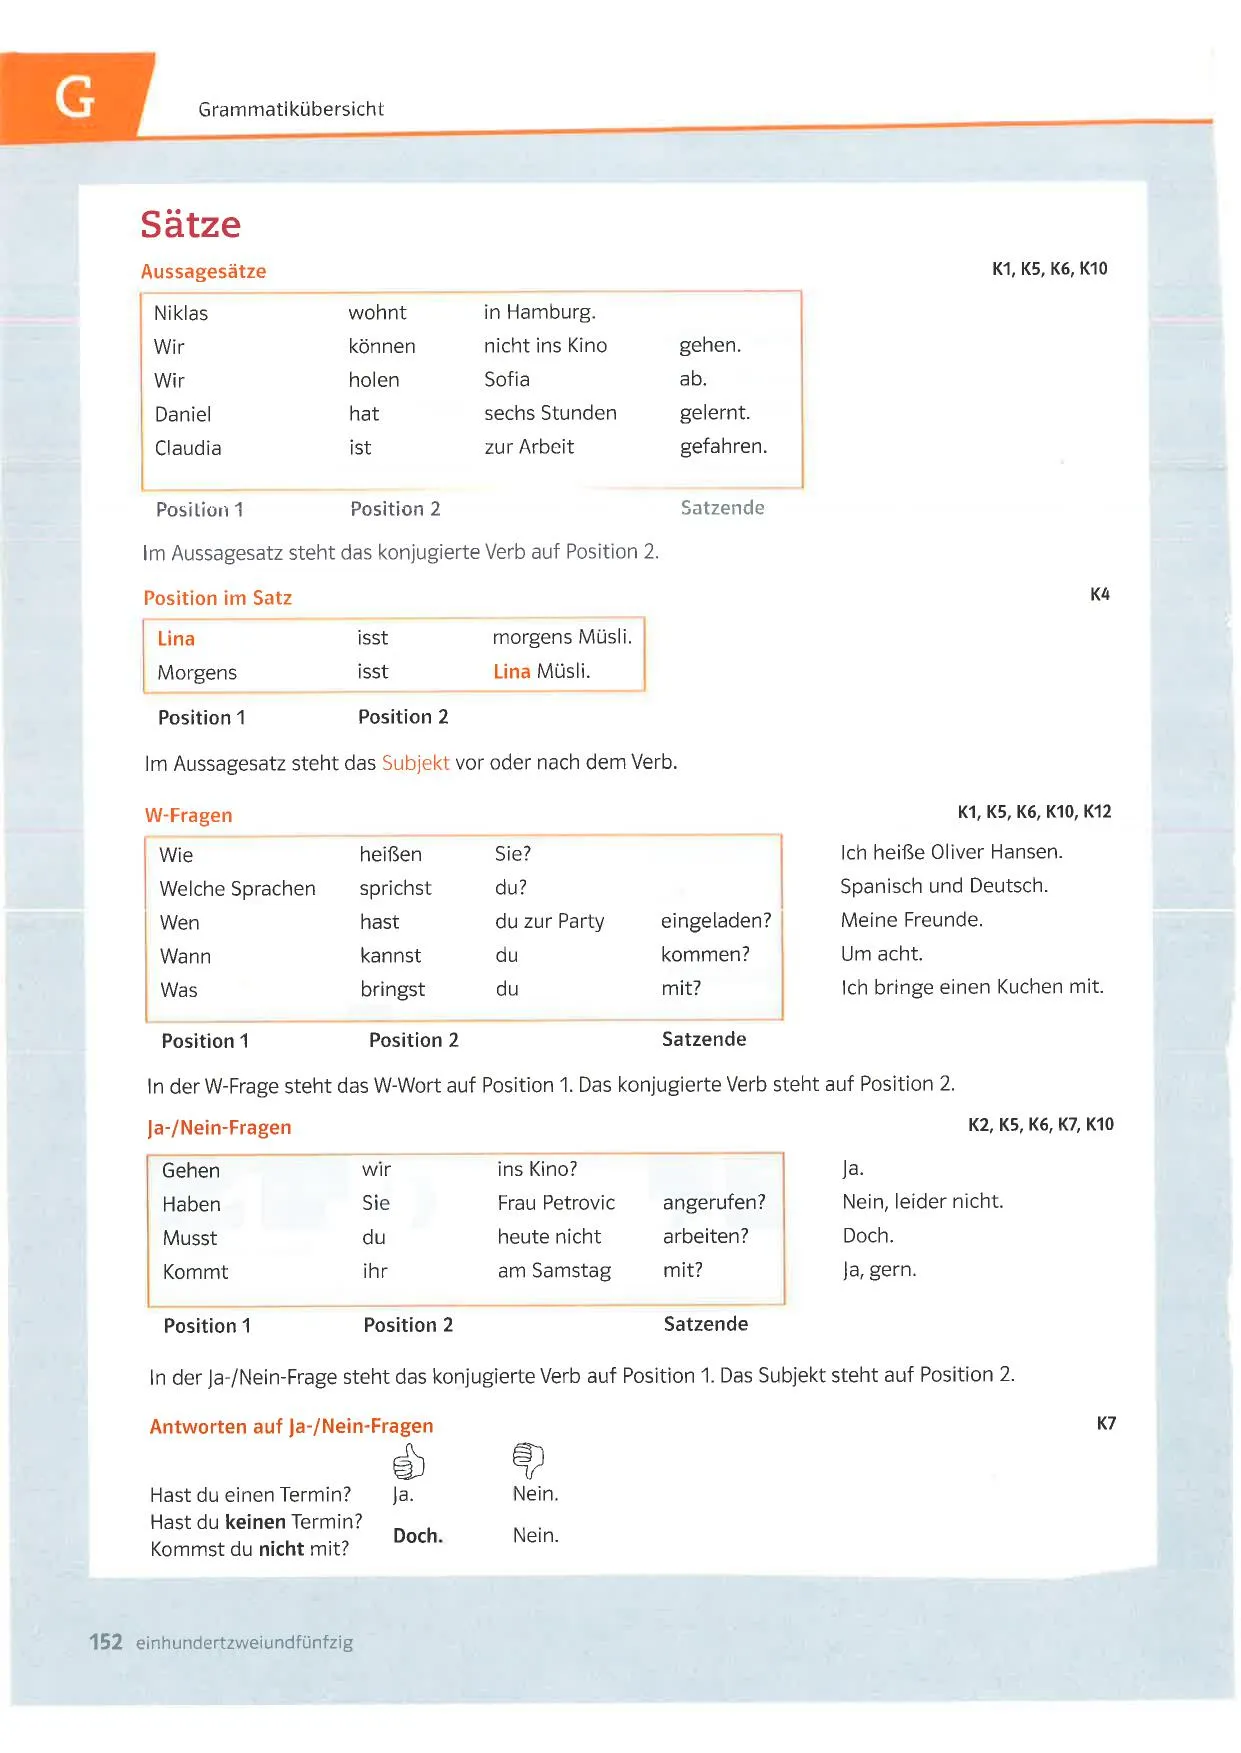 G
Grammatikübersicht
Sätze
Aussagesätze K1, K5, K6, K10
Niklas wohnt in Hamburg.
Wir können nicht ins Kino gehen.
Wir holen Sofia ab.
Daniel hat sechs Stunden gelernt.
Claudia ist zur Arbeit gefahren.
Position 1 Position 2 Satzende
Im Aussagesatz steht das konjugierte Verb auf Position 2.
Position im Satz K4
Lina isst morgens Müsli.
Morgens isst Lina Müsli.
Position 1 Position 2
Im Aussagesatz steht das Subjekt vor oder nach dem Verb.
W-Fragen K1, K5, K6, K10, K12
Wie heißen Sie? Ich heiße Oliver Hansen.
Welche Sprachen sprichst du? Spanisch und Deutsch.
Wen hast du zur Party eingeladen? Meine Freunde.
Wann kannst du kommen? Um acht.
Was bringst du mit? Ich bringe einen Kuchen mit.
Position 1 Position 2 Satzende
In der W-Frage steht das W-Wort auf Position 1. Das konjugierte Verb steht auf Position 2.
Ja-/Nein-Fragen K2, K5, K6, K7, K10
Gehen wir ins Kino? Ja.
Haben Sie Frau Petrovic angerufen? Nein, leider nicht.
Musst du heute nicht arbeiten? Doch.
Kommt ihr am Samstag mit? Ja, gern.
Position 1 Position 2 Satzende
In der Ja-/Nein-Frage steht das konjugierte Verb auf Position 1. Das Subjekt steht auf Position 2.
Antworten auf Ja-/Nein-Fragen K7
Hast du einen Termin? Ja. Nein.
Hast du keinen Termin?
Doch. Nein.
Kommst du nicht mit?
152 einhundertzweiundfünfzig